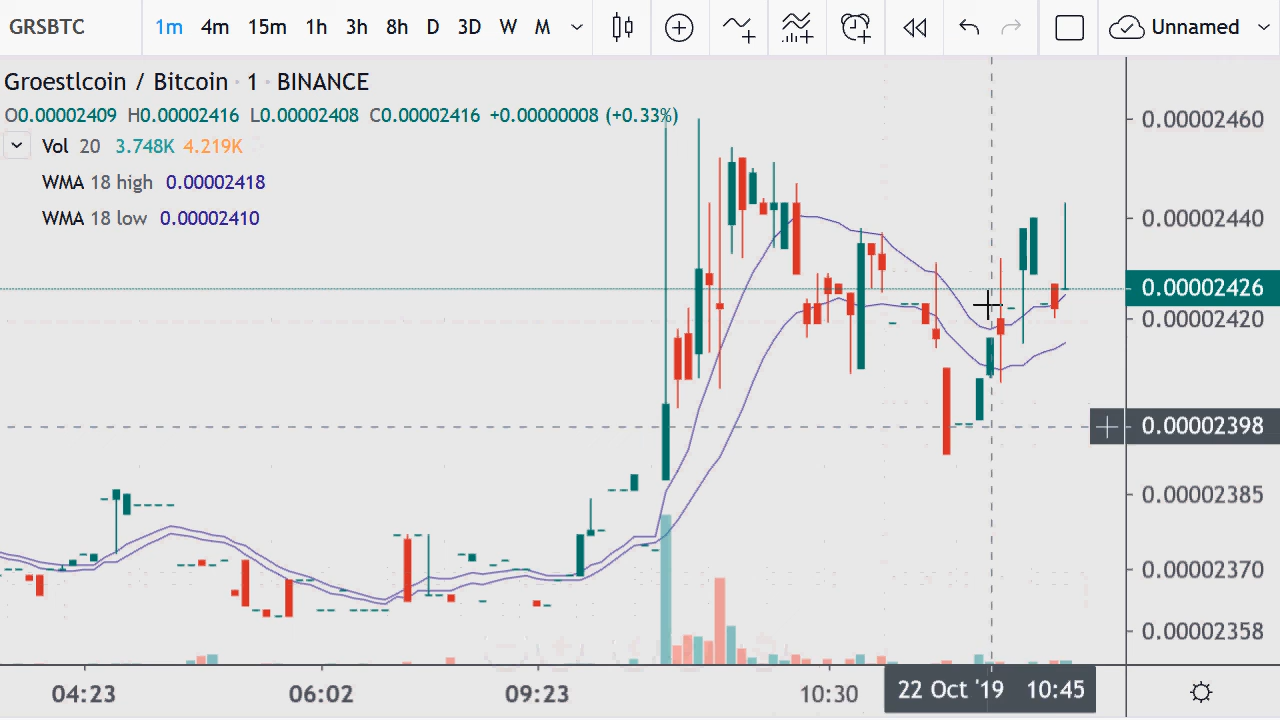 GRSBTC 1m 4m 15m 1h 3h 8h D 3D W M Unnamed
Groestlcoin / Bitcoin · 1 · BINANCE
O0.00002409 H0.00002416 L0.00002408 C0.00002416 +0.00000008 (+0.33%)
Vol 20 3.748K 4.219K
WMA 18 high 0.00002418
WMA 18 low 0.00002410
0.00002460
0.00002440
0.00002426
0.00002420
0.00002398
0.00002385
0.00002370
0.00002358
04:23 06:02 09:23 10:30 22 Oct '19 10:45